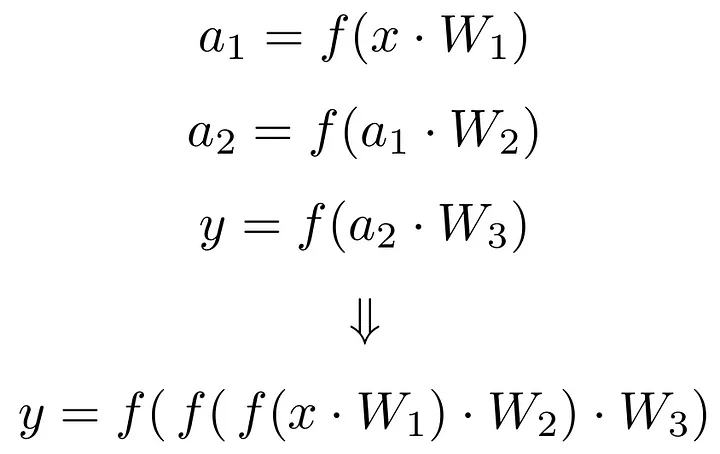 a₁ = f(x · W₁)
a₂ = f(a₁ · W₂)
y = f(a₂ · W₃)
⇓
y = f( f( f(x · W₁) · W₂) · W₃)